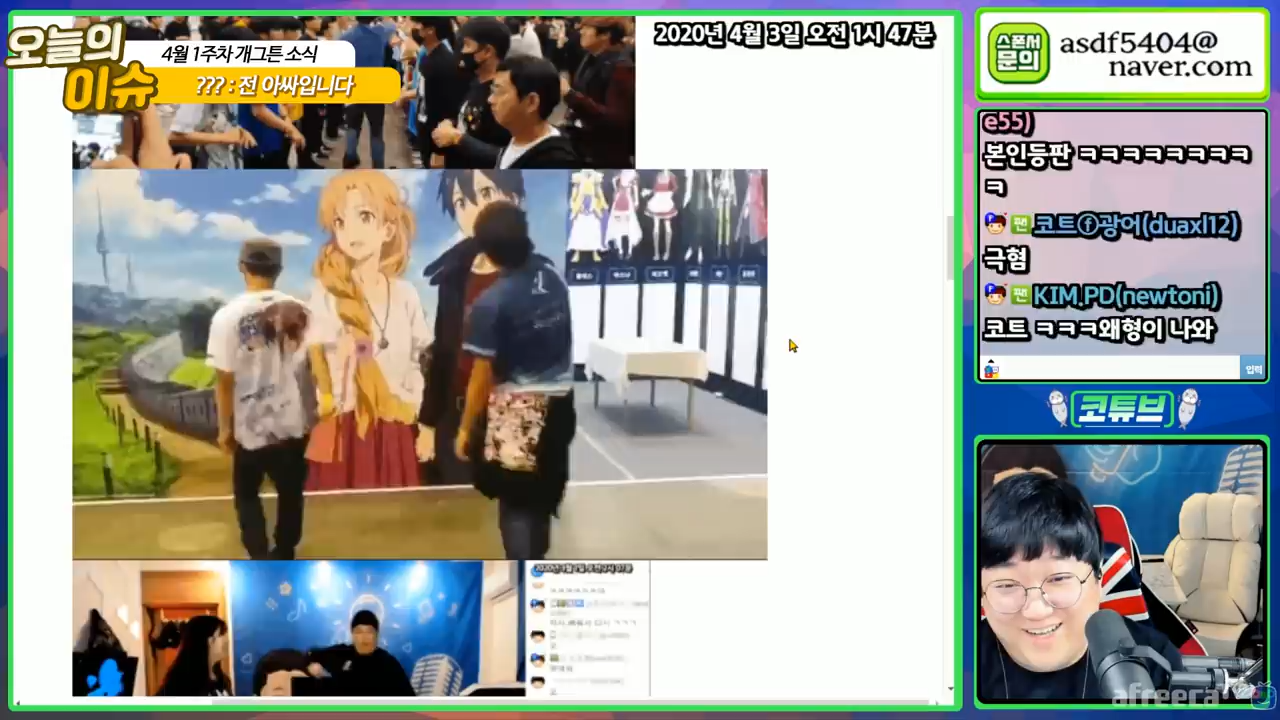 오늘의
이슈
4월 1주차 개그튼 소식
??? : 전 아싸입니다
2020년 4월 3일 오전 1시 47분
스폰서
문의
asdf5404@
naver.com
e55)
본인등판 ㅋㅋㅋㅋㅋㅋㅋㅋ
ㅋ
팬 코트ⓕ광어(duaxl12)
극혐
팬 KIM.PD(newtoni)
코트 ㅋㅋㅋ왜형이 나와
입력
코튜브
afreeca